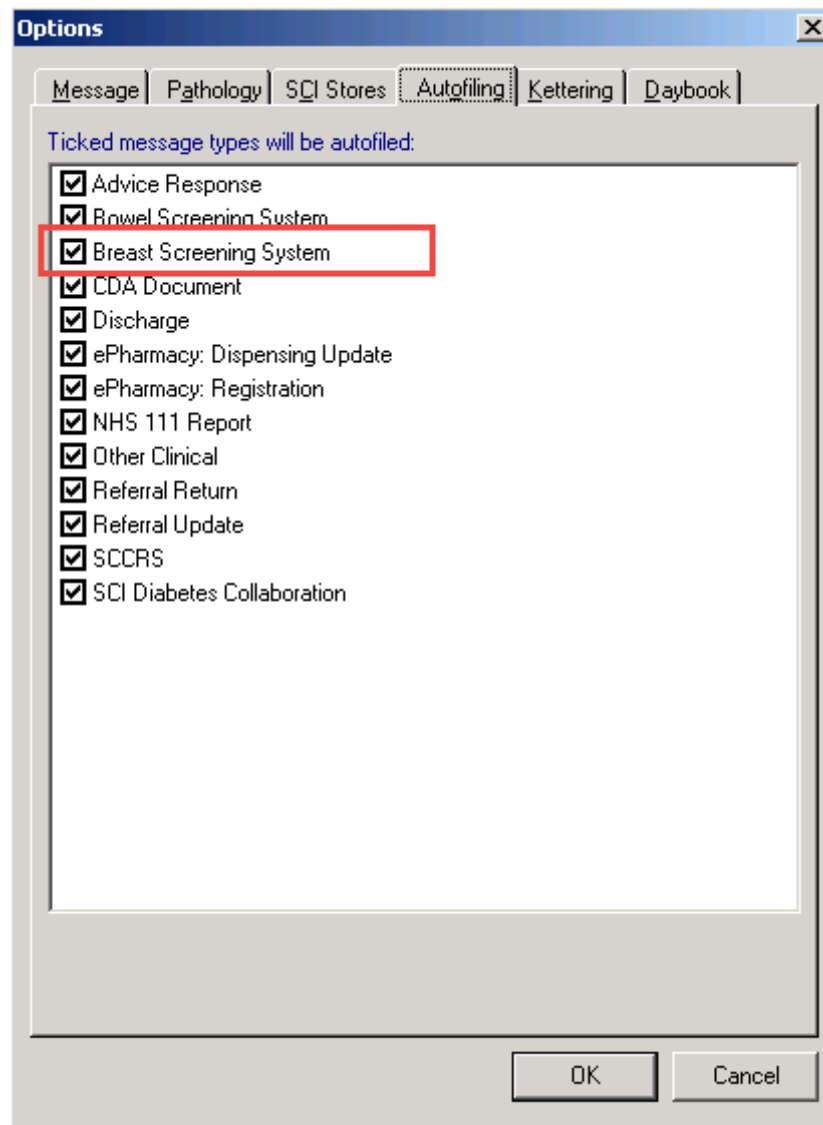 Options
Message Pathology SCI Stores Autofiling Kettering Daybook
Ticked message types will be autofiled:
Advice Response
Bowel Screening System
Breast Screening System
CDA Document
Discharge
ePharmacy: Dispensing Update
ePharmacy: Registration
NHS 111 Report
Other Clinical
Referral Return
Referral Update
SCCRS
SCI Diabetes Collaboration
OK Cancel